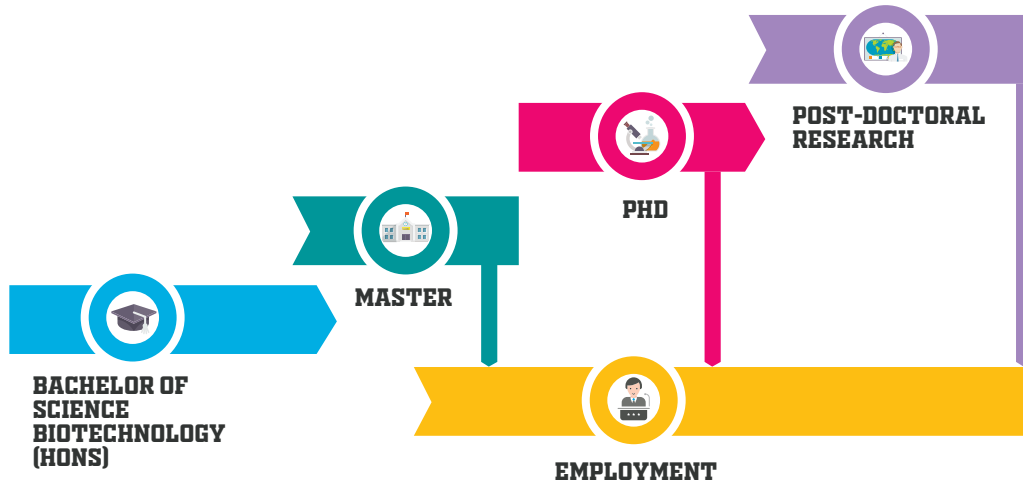 POST-DOCTORAL
RESEARCH
PHD
MASTER
BACHELOR OF
SCIENCE
BIOTECHNOLOGY
(HONS)
EMPLOYMENT